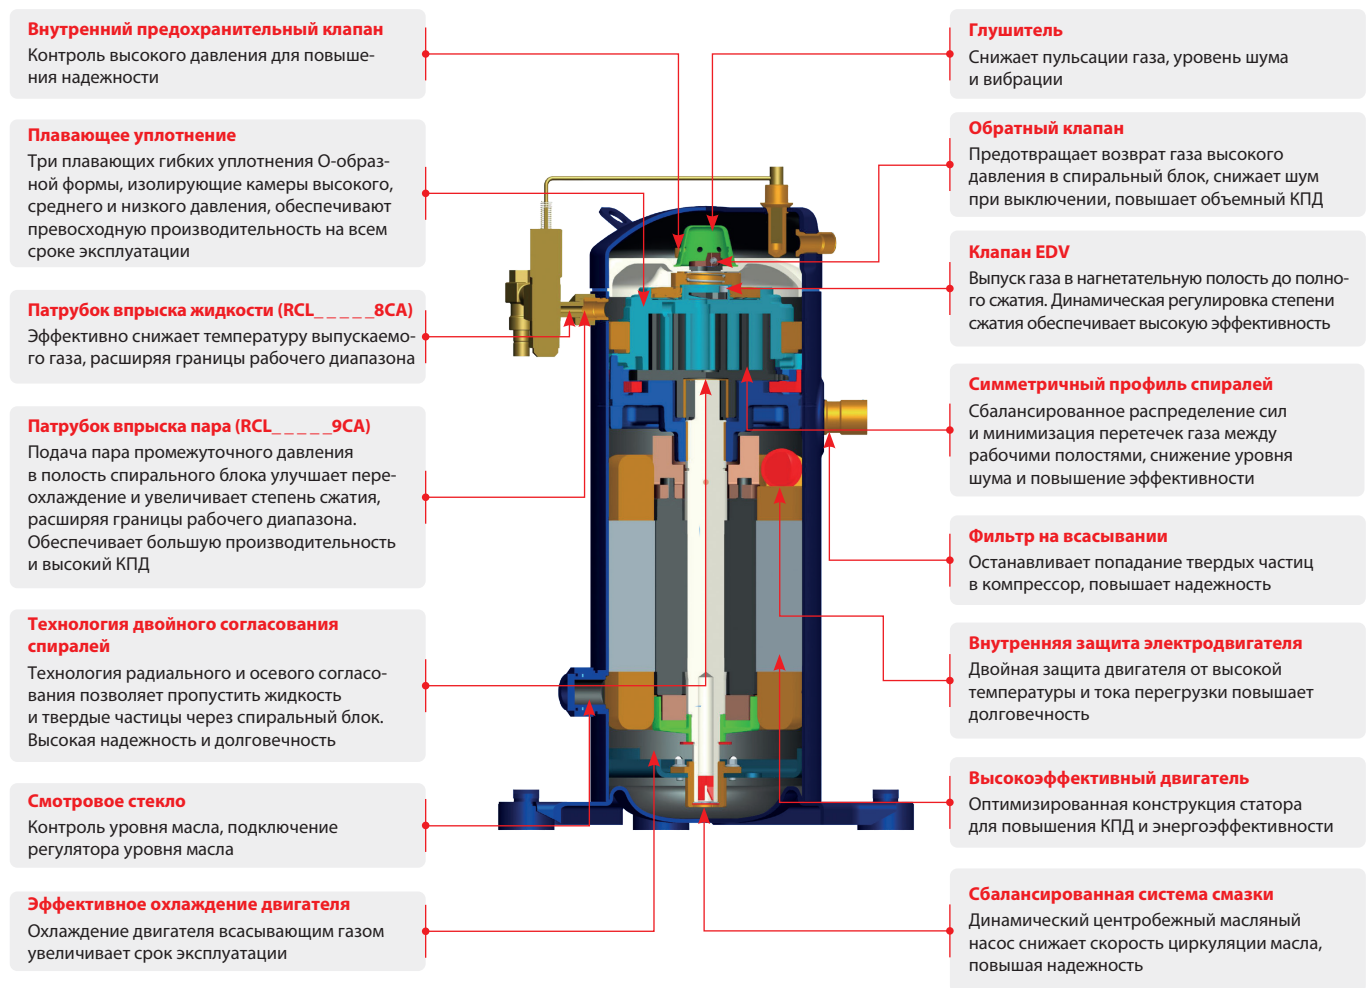 Внутренний предохранительный клапан
Контроль высокого давления для повыше-
ния надежности
Плавающее уплотнение
Три плавающих гибких уплотнения О-образ-
ной формы, изолирующие камеры высокого,
среднего и низкого давления, обеспечивают
превосходную производительность на всем
сроке эксплуатации
Патрубок впрыска жидкости (RCL_ _ _ _ _8CA)
Эффективно снижает температуру выпускаемо-
го газа, расширяя границы рабочего диапазона
Патрубок впрыска пара (RCL_ _ _ _ _9CA)
Подача пара промежуточного давления
в полость спирального блока улучшает пере-
охлаждение и увеличивает степень сжатия,
расширяя границы рабочего диапазона.
Обеспечивает большую производительность
и высокий КПД
Технология двойного согласования
спиралей
Технология радиального и осевого согласо-
вания позволяет пропустить жидкость
и твердые частицы через спиральный блок.
Высокая надежность и долговечность
Смотровое стекло
Контроль уровня масла, подключение
регулятора уровня масла
Эффективное охлаждение двигателя
Охлаждение двигателя всасывающим газом
увеличивает срок эксплуатации
Глушитель
Снижает пульсации газа, уровень шума
и вибрации
Обратный клапан
Предотвращает возврат газа высокого
давления в спиральный блок, снижает шум
при выключении, повышает объемный КПД
Клапан EDV
Выпуск газа в нагнетательную полость до полно-
го сжатия. Динамическая регулировка степени
сжатия обеспечивает высокую эффективность
Симметричный профиль спиралей
Сбалансированное распределение сил
и минимизация перетечек газа между
рабочими полостями, снижение уровня
шума и повышение эффективности
Фильтр на всасывании
Останавливает попадание твердых частиц
в компрессор, повышает надежность
Внутренняя защита электродвигателя
Двойная защита двигателя от высокой
температуры и тока перегрузки повышает
долговечность
Высокоэффективный двигатель
Оптимизированная конструкция статора
для повышения КПД и энергоэффективности
Сбалансированная система смазки
Динамический центробежный масляный
насос снижает скорость циркуляции масла,
повышая надежность